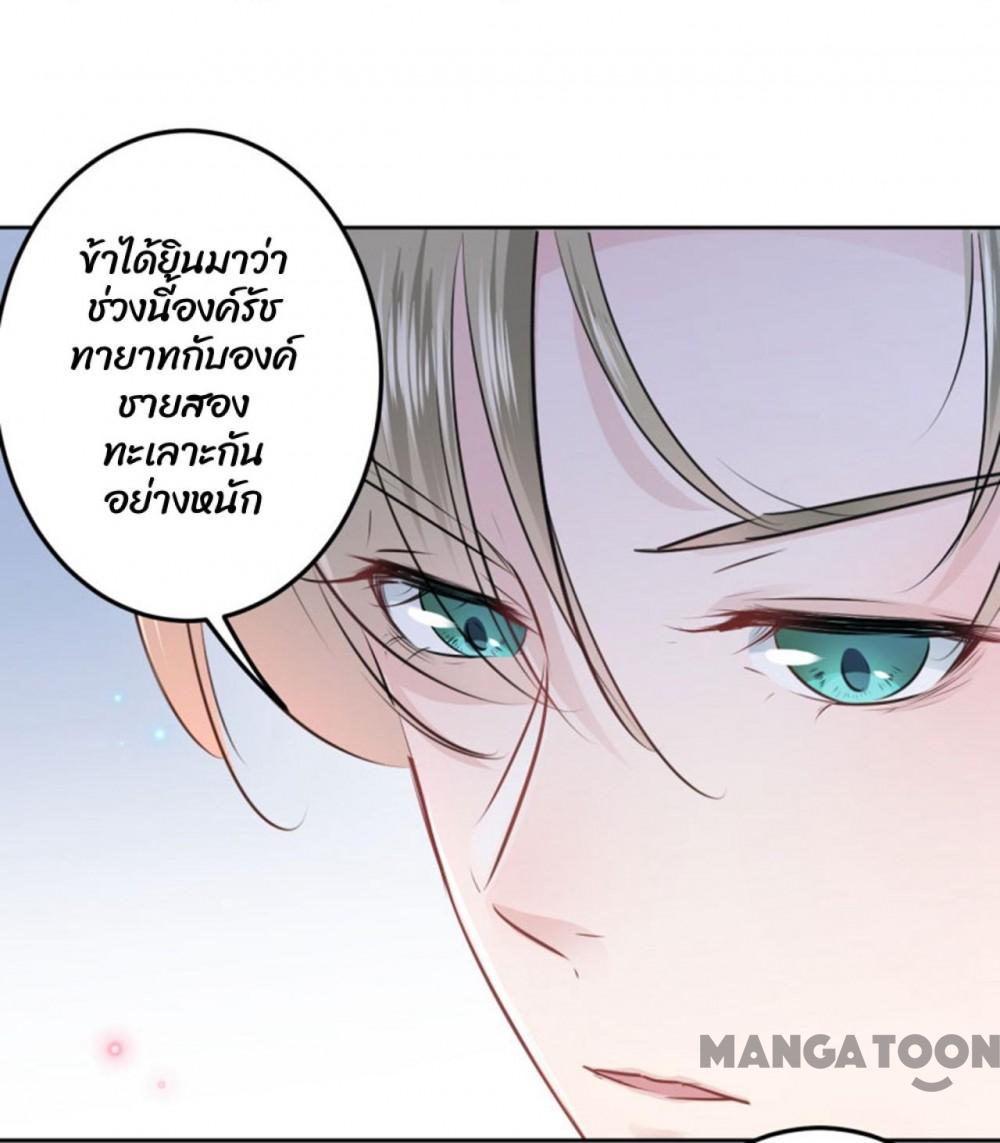 ข้าได้ยินมาว่า
ช่วงนี้องค์รัช
ทายาทกับองค์
ชายสอง
ทะเลาะกัน
อย่างหนัก
MANGATOON